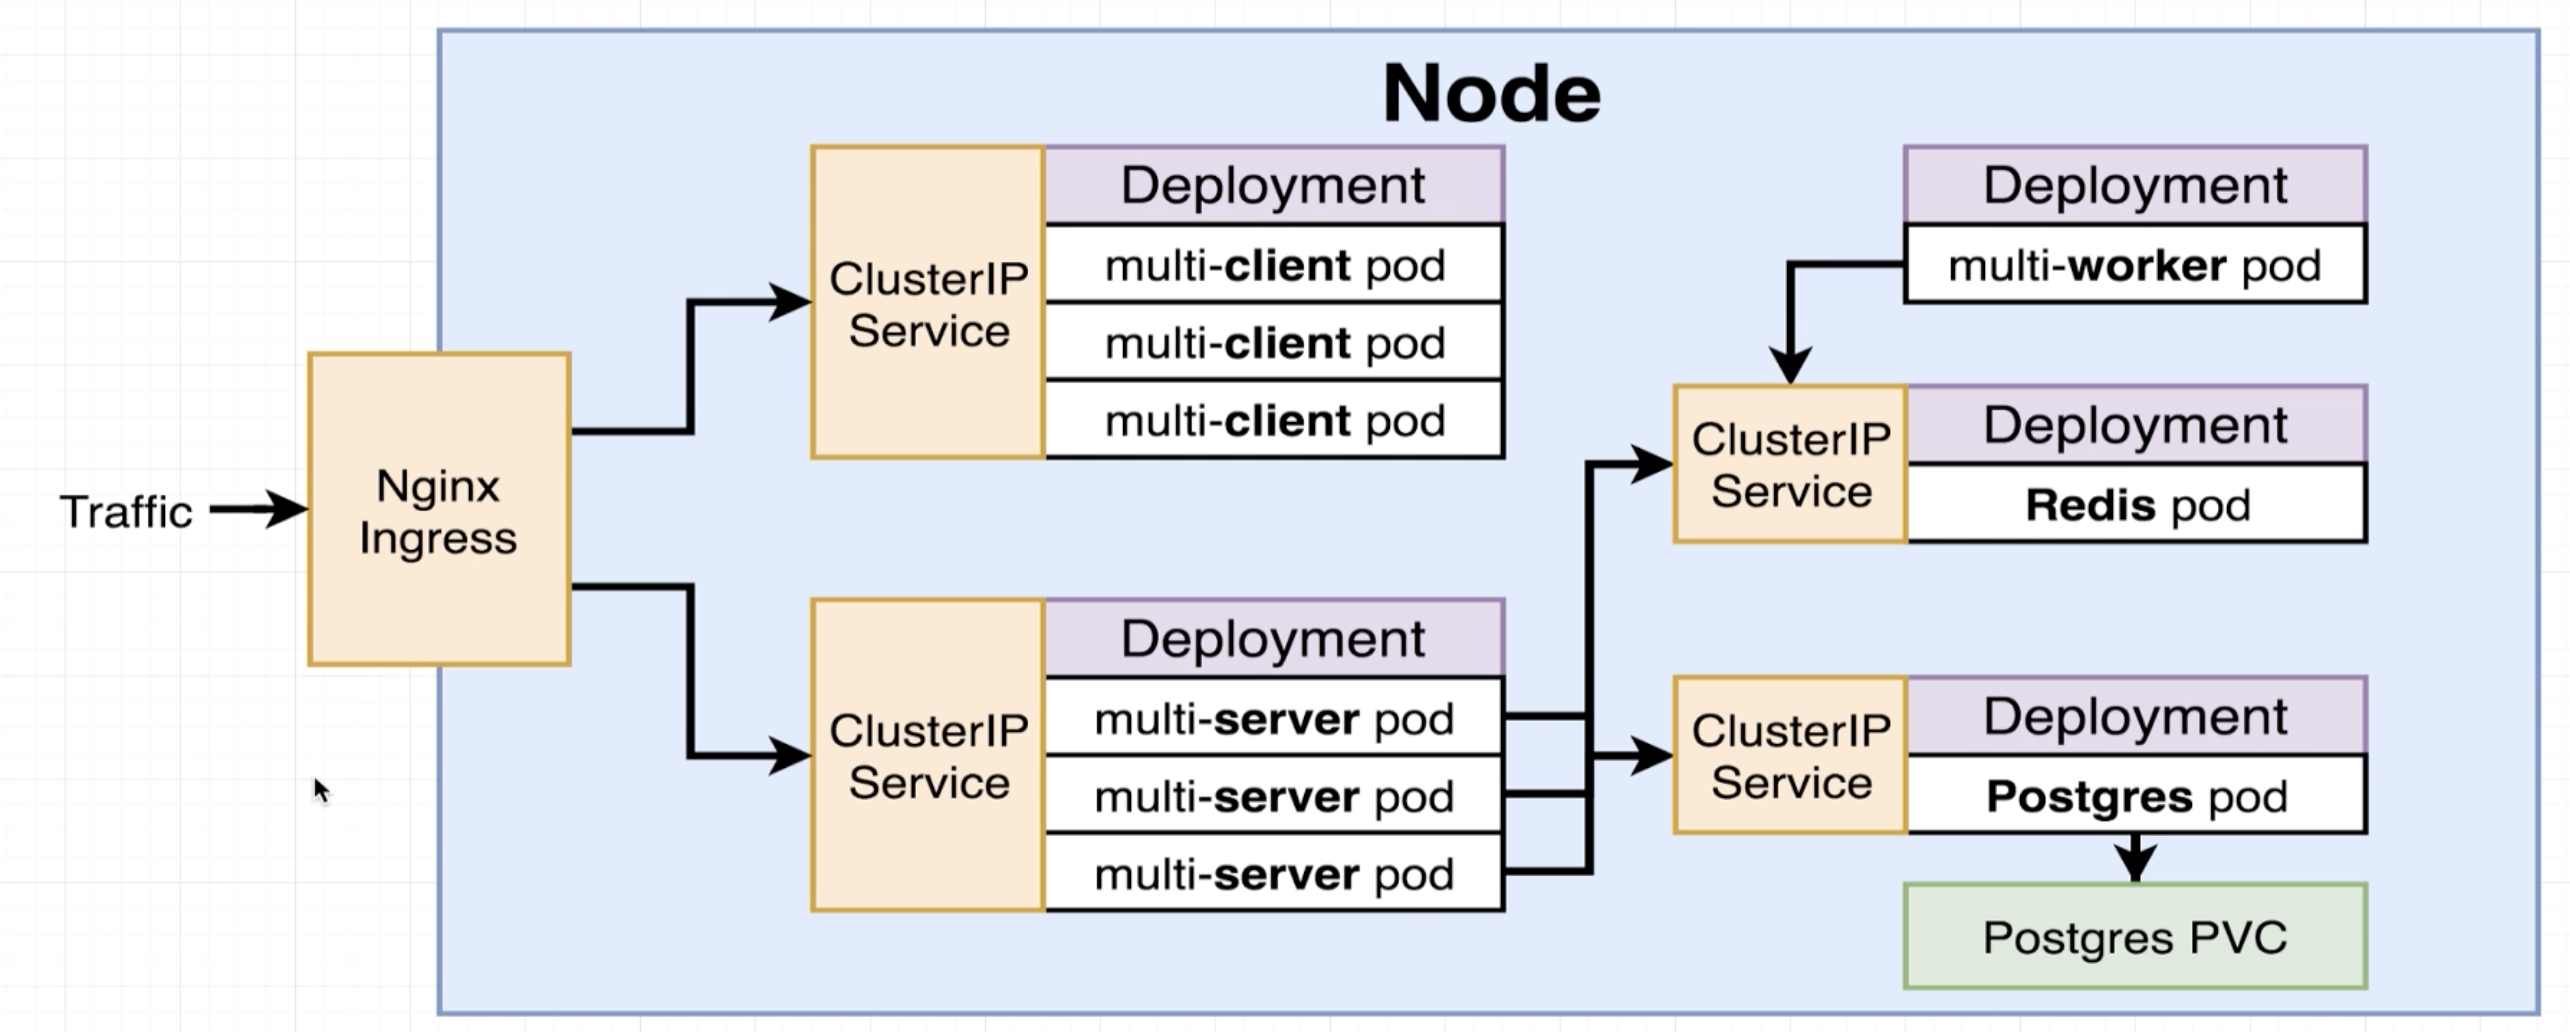 Node
Traffic
Nginx
Ingress
ClusterIP
Service
Deployment
multi-client pod
multi-client pod
multi-client pod
ClusterIP
Service
Deployment
multi-server pod
multi-server pod
multi-server pod
Deployment
multi-worker pod
ClusterIP
Service
Deployment
Redis pod
ClusterIP
Service
Deployment
Postgres pod
Postgres PVC